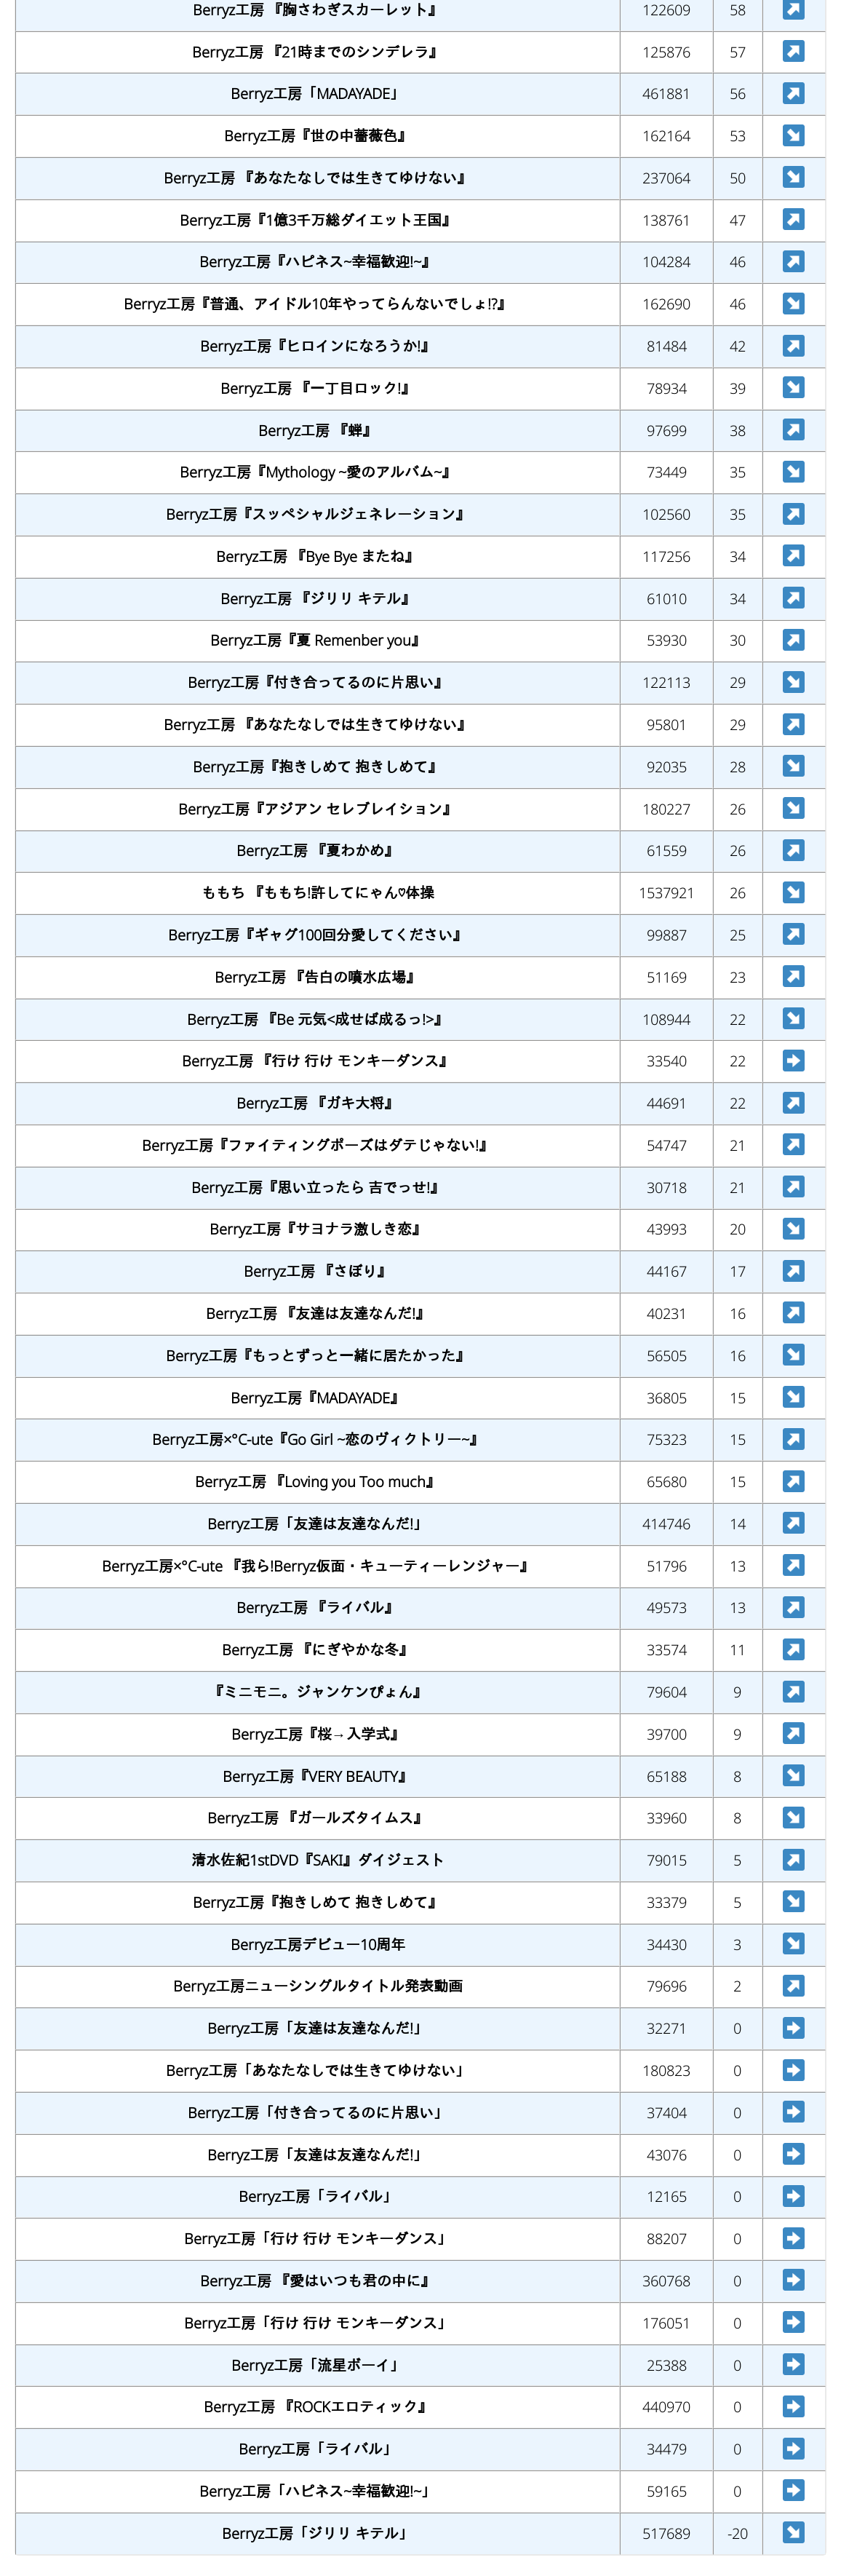 Berryz工房 『胸さわぎスカーレット』 122609 58 ↗
Berryz工房 『21時までのシンデレラ』 125876 57 ↗
Berryz工房「MADAYADE」 461881 56 ↗
Berryz工房『世の中薔薇色』 162164 53 ↘
Berryz工房 『あなたなしでは生きてゆけない』 237064 50 ↘
Berryz工房『1億3千万総ダイエット王国』 138761 47 ↗
Berryz工房『ハピネス~幸福歓迎!~』 104284 46 ↗
Berryz工房『普通、アイドル10年やってらんないでしょ!?』 162690 46 ↘
Berryz工房『ヒロインになろうか!』 81484 42 ↗
Berryz工房 『一丁目ロック!』 78934 39 ↘
Berryz工房 『蝉』 97699 38 ↗
Berryz工房『Mythology ~愛のアルバム~』 73449 35 ↘
Berryz工房『スッペシャルジェネレーション』 102560 35 ↗
Berryz工房 『Bye Bye またね』 117256 34 ↗
Berryz工房 『ジリリ キテル』 61010 34 ↗
Berryz工房『夏 Remenber you』 53930 30 ↗
Berryz工房『付き合ってるのに片思い』 122113 29 ↘
Berryz工房 『あなたなしでは生きてゆけない』 95801 29 ↗
Berryz工房『抱きしめて 抱きしめて』 92035 28 ↘
Berryz工房『アジアン セレブレイション』 180227 26 ↘
Berryz工房 『夏わかめ』 61559 26 ↗
ももち 『ももち!許してにゃん♡体操 1537921 26 ↘
Berryz工房『ギャグ100回分愛してください』 99887 25 ↗
Berryz工房 『告白の噴水広場』 51169 23 ↗
Berryz工房 『Be 元気<成せば成るっ!>』 108944 22 ↘
Berryz工房 『行け 行け モンキーダンス』 33540 22 ➡
Berryz工房 『ガキ大将』 44691 22 ↗
Berryz工房『ファイティングポーズはダテじゃない!』 54747 21 ↗
Berryz工房『思い立ったら 吉でっせ!』 30718 21 ↗
Berryz工房『サヨナラ激しき恋』 43993 20 ↘
Berryz工房 『さぼり』 44167 17 ↗
Berryz工房 『友達は友達なんだ!』 40231 16 ↗
Berryz工房『もっとずっと一緒に居たかった』 56505 16 ↘
Berryz工房『MADAYADE』 36805 15 ↘
Berryz工房×°C-ute『Go Girl ~恋のヴィクトリー~』 75323 15 ↗
Berryz工房 『Loving you Too much』 65680 15 ↗
Berryz工房「友達は友達なんだ!」 414746 14 ↗
Berryz工房×°C-ute 『我ら!Berryz仮面・キューティーレンジャー』 51796 13 ↗
Berryz工房 『ライバル』 49573 13 ↗
Berryz工房 『にぎやかな冬』 33574 11 ↗
『ミニモニ。ジャンケンぴょん』 79604 9 ↗
Berryz工房『桜→入学式』 39700 9 ↗
Berryz工房『VERY BEAUTY』 65188 8 ↘
Berryz工房 『ガールズタイムス』 33960 8 ↘
清水佐紀1stDVD『SAKI』ダイジェスト 79015 5 ↗
Berryz工房『抱きしめて 抱きしめて』 33379 5 ↘
Berryz工房デビュー10周年 34430 3 ↘
Berryz工房ニューシングルタイトル発表動画 79696 2 ↗
Berryz工房「友達は友達なんだ!」 32271 0 ➡
Berryz工房「あなたなしでは生きてゆけない」 180823 0 ➡
Berryz工房「付き合ってるのに片思い」 37404 0 ➡
Berryz工房「友達は友達なんだ!」 43076 0 ➡
Berryz工房「ライバル」 12165 0 ➡
Berryz工房「行け 行け モンキーダンス」 88207 0 ➡
Berryz工房 『愛はいつも君の中に』 360768 0 ➡
Berryz工房「行け 行け モンキーダンス」 176051 0 ➡
Berryz工房「流星ボーイ」 25388 0 ➡
Berryz工房 『ROCKエロティック』 440970 0 ➡
Berryz工房「ライバル」 34479 0 ➡
Berryz工房「ハピネス~幸福歓迎!~」 59165 0 ➡
Berryz工房「ジリリ キテル」 517689 -20 ↘